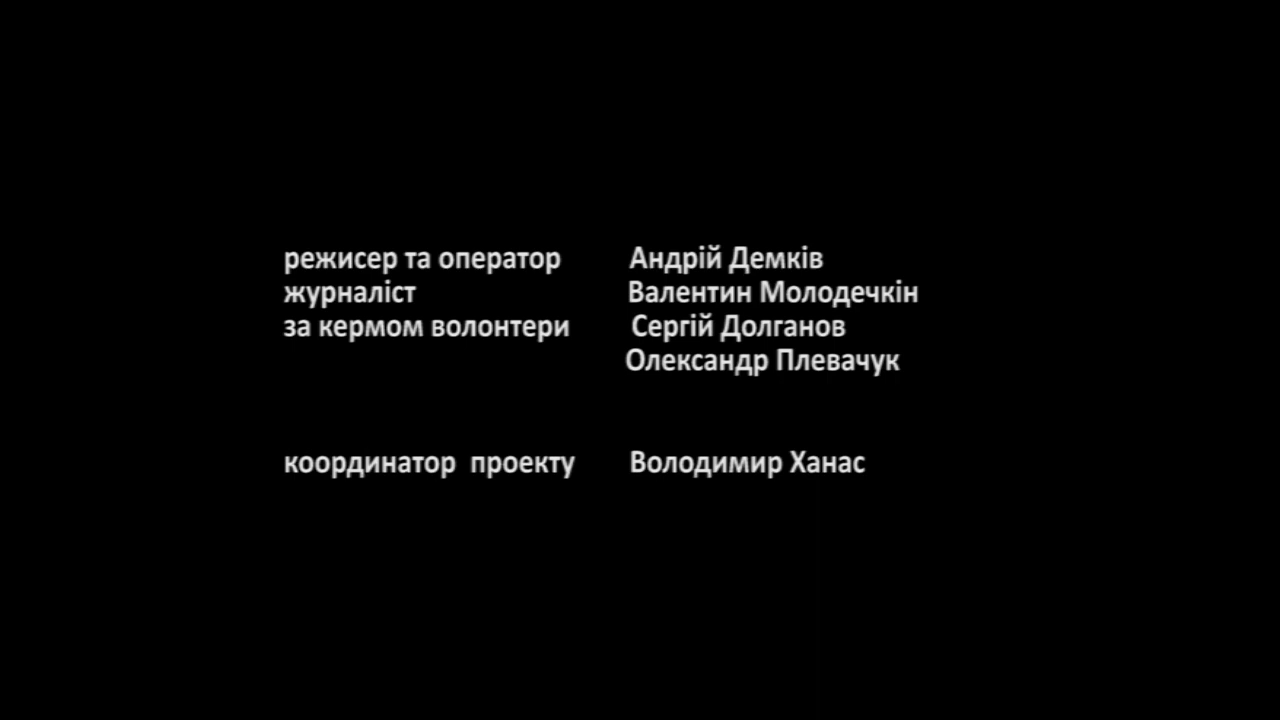 режисер та оператор Андрій Демків
журналіст Валентин Молодечкін
за кермом волонтери Сергій Долганов
Олександр Плевачук
координатор проекту Володимир Ханас